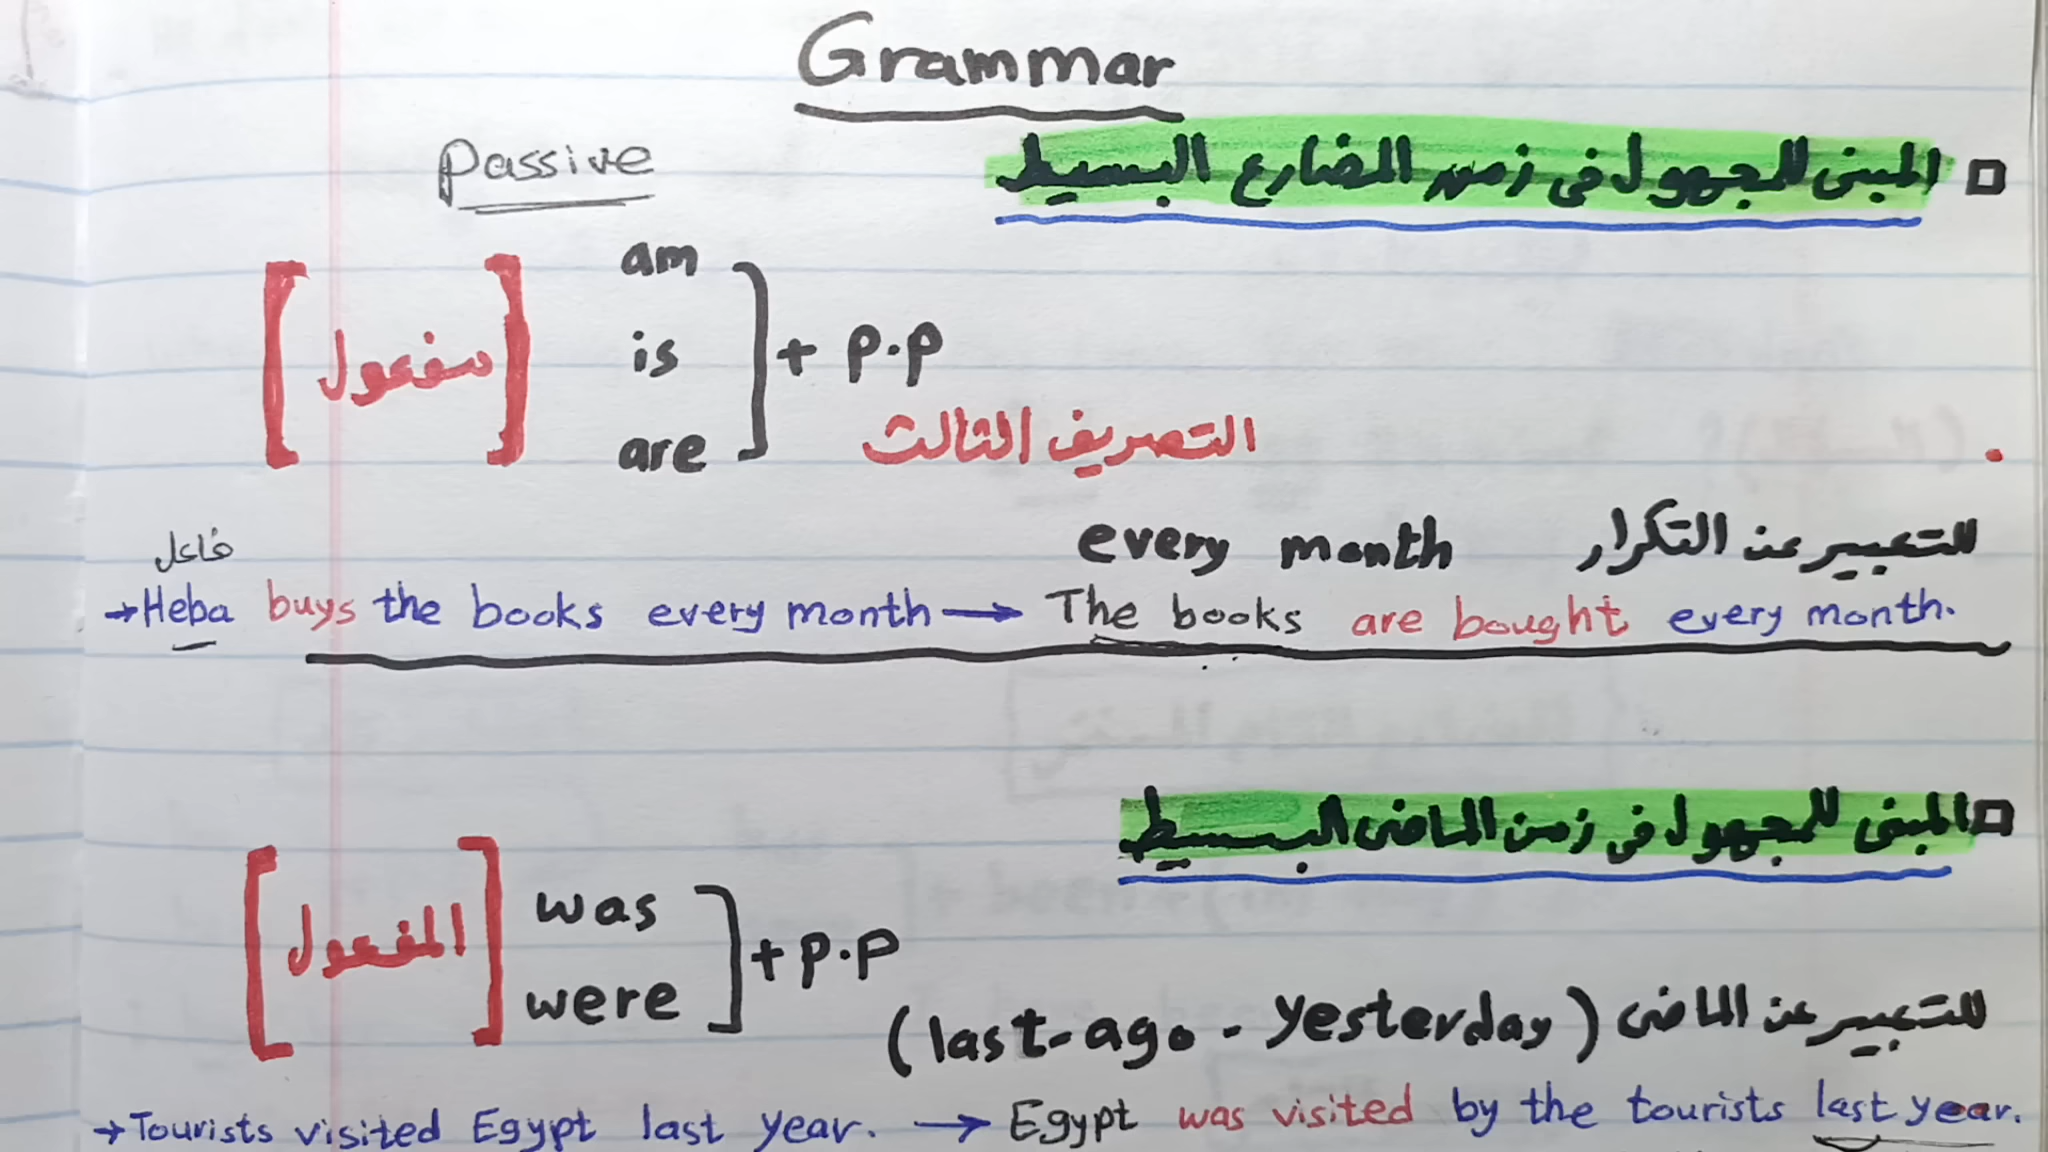 Grammar
المبنى للمجهول فى زمن المضارع البسيط
passive
am
[مفعول] is ] + p.p
are
التصريف الثالث
للتعبير عن التكرار every month
فاعل
→ Heba buys the books every month → The books are bought every month.
المبنى للمجهول فى زمن الماضى البسيط
[المفعول] was ] + p.p
were
للتعبير عن الماضى (last - ago - yesterday)
→ Tourists visited Egypt last year. → Egypt was visited by the tourists last year.